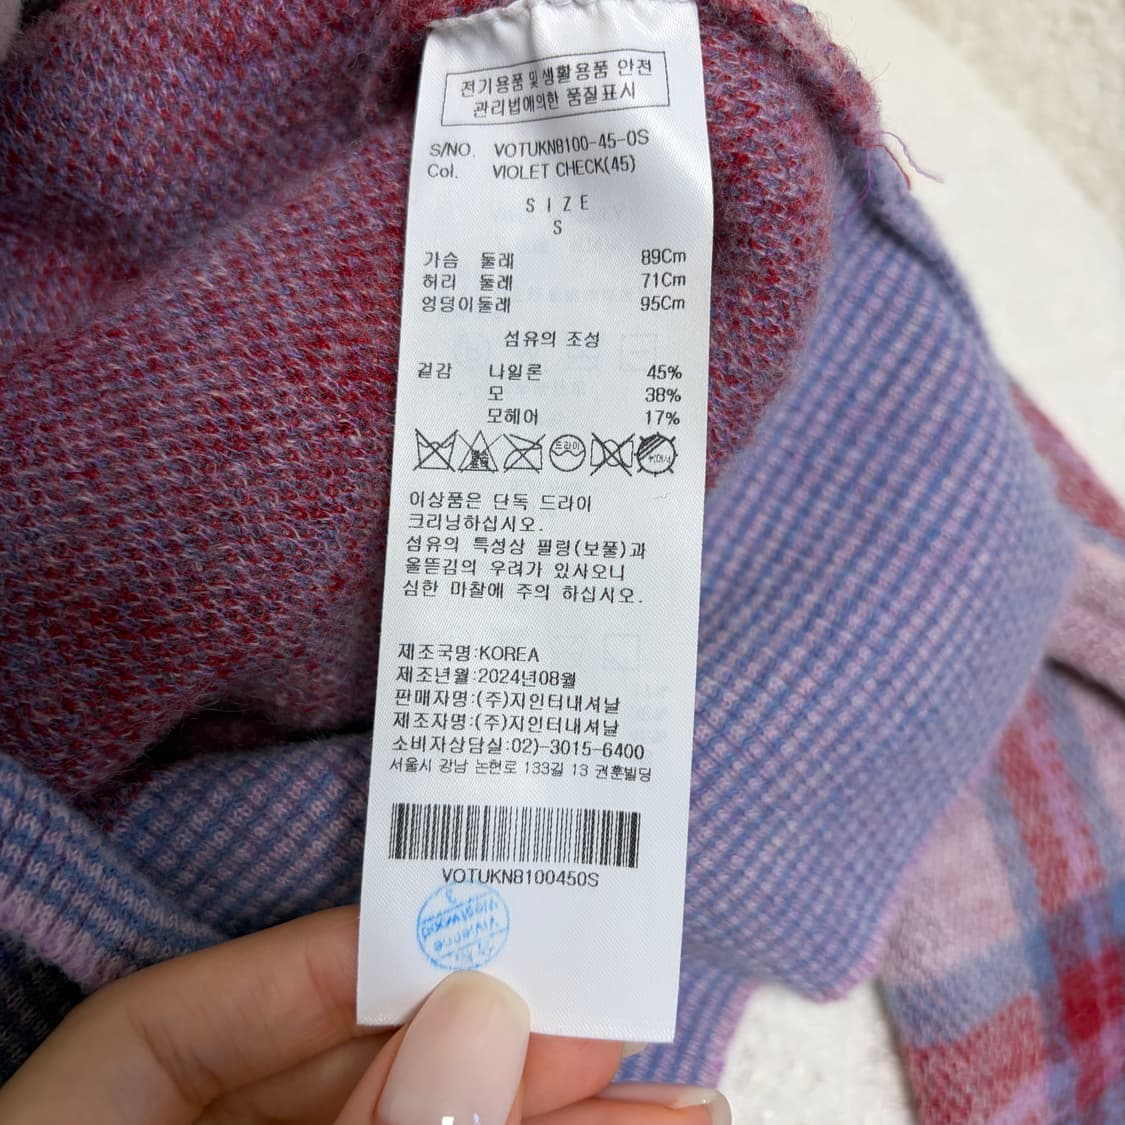 전기용품 및 생활용품 안전
관리법에의한 품질표시
S/NO. VOTUKN8100-45-0S
Col. VIOLET CHECK(45)
SIZE
S
가슴 둘레 89Cm
허리 둘레 71Cm
엉덩이둘레 95Cm
섬유의 조성
겉감 나일론 45%
모 38%
모헤어 17%
드라이
이상품은 단독 드라이
크리닝하십시오.
섬유의 특성상 필링(보풀)과
올뜯김의 우려가 있사오니
심한 마찰에 주의 하십시오.
제조국명:KOREA
제조년월:2024년08월
판매자명:(주)지인터내셔날
제조자명:(주)지인터내셔날
소비자상담실:02)-3015-6400
서울시 강남 논현로 133길 13 권훈빌딩
VOTUKN8100450S
Vivienne
Westwood